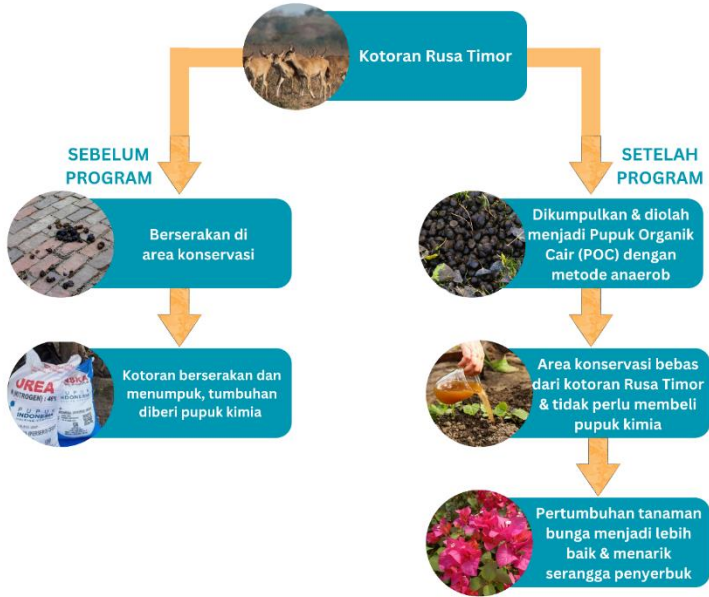 Kotoran Rusa Timor
SEBELUM
PROGRAM
Berserakan di
area konservasi
Kotoran berserakan dan
menumpuk, tumbuhan
diberi pupuk kimia
UREA
PUPUK
INDONESIA
SETELAH
PROGRAM
Dikumpulkan & diolah
menjadi Pupuk Organik
Cair (POC) dengan
metode anaerob
Area konservasi bebas
dari kotoran Rusa Timor
& tidak perlu membeli
pupuk kimia
Pertumbuhan tanaman
bunga menjadi lebih
baik & menarik
serangga penyerbuk